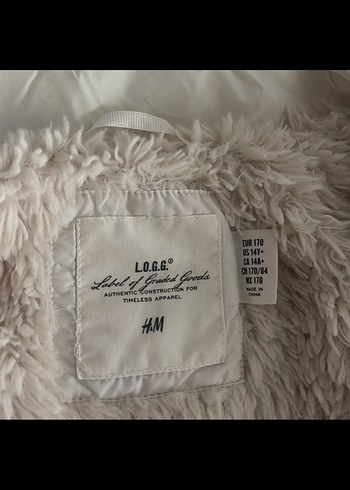 L.O.G.G.®
Label of Graded Goods
AUTHENTIC CONSTRUCTION FOR
TIMELESS APPAREL
H&M
EUR 170
US 14Y+
CA 14A+
CN 170/84
MX 170
MADE IN
CHINA